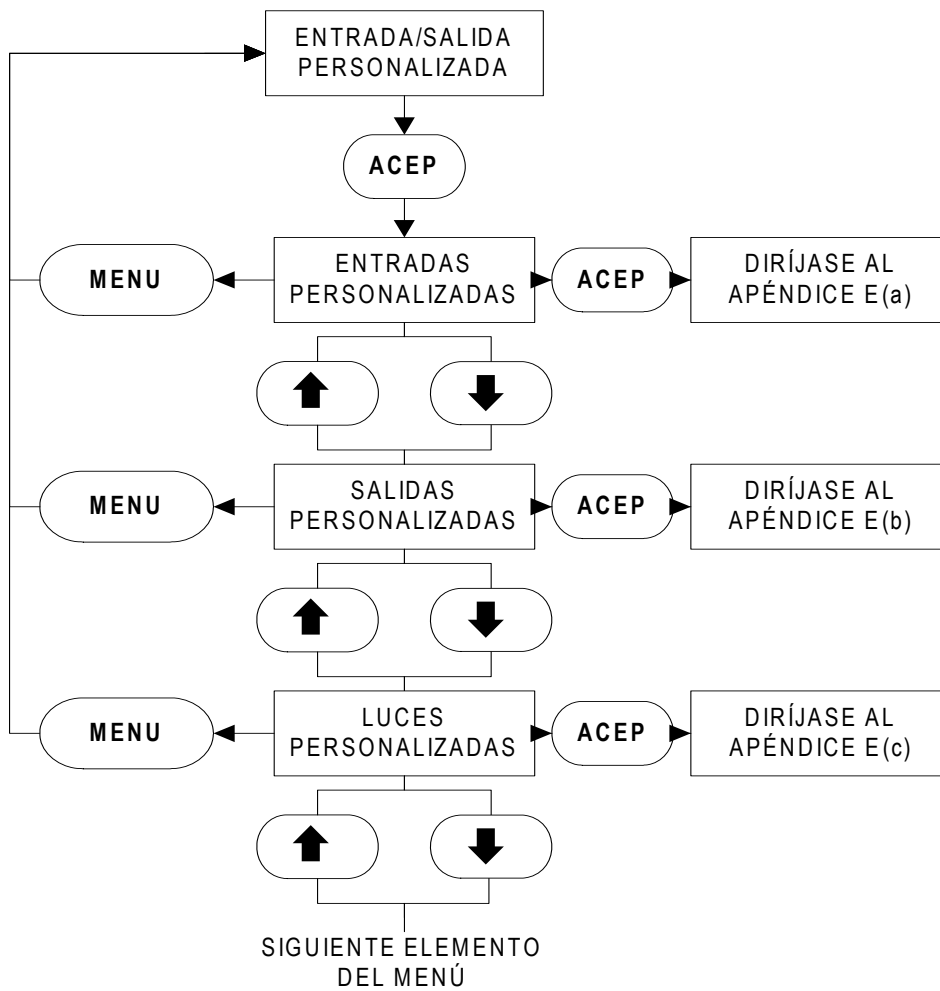 ENTRADA/SALIDA
PERSONALIZADA
ACEP
MENU
ENTRADAS
PERSONALIZADAS
ACEP
DIRÍJASE AL
APÉNDICE E(a)
MENU
SALIDAS
PERSONALIZADAS
ACEP
DIRÍJASE AL
APÉNDICE E(b)
MENU
LUCES
PERSONALIZADAS
ACEP
DIRÍJASE AL
APÉNDICE E(c)
SIGUIENTE ELEMENTO
DEL MENÚ